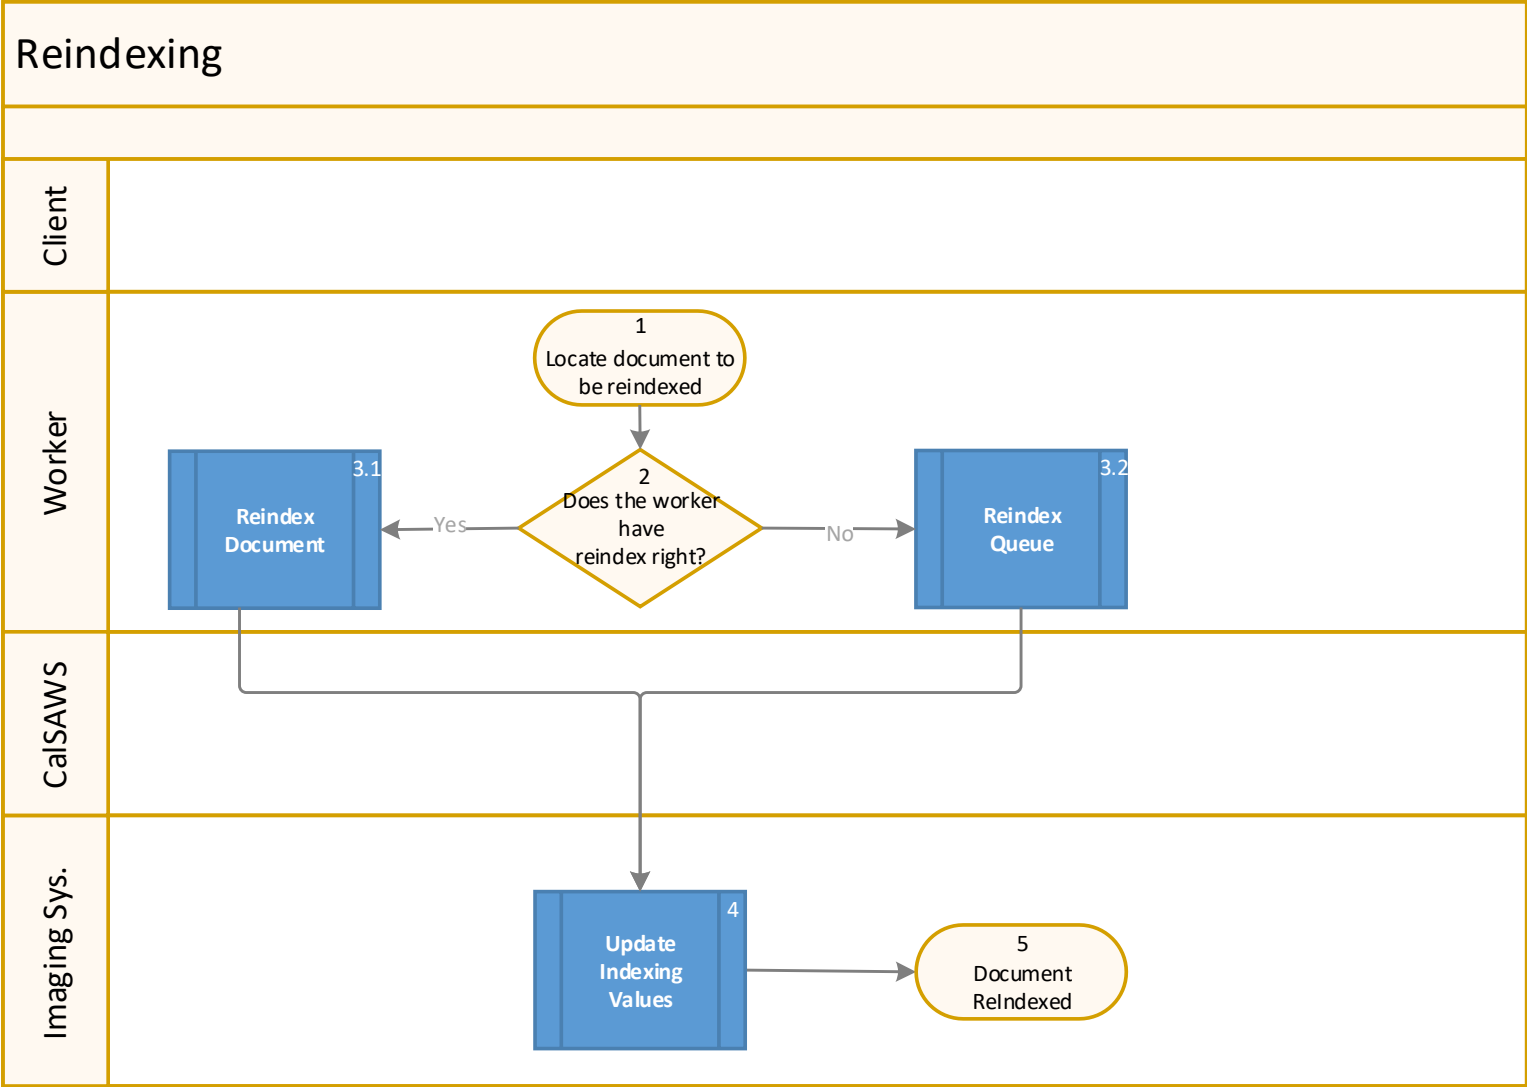 Reindexing
Client
Worker
1
Locate document to
be reindexed
3.1
Reindex
Document
Yes
2
Does the worker
have
reindex right?
No
3.2
Reindex
Queue
CalSAWS
Imaging Sys.
4
Update
Indexing
Values
5
Document
ReIndexed